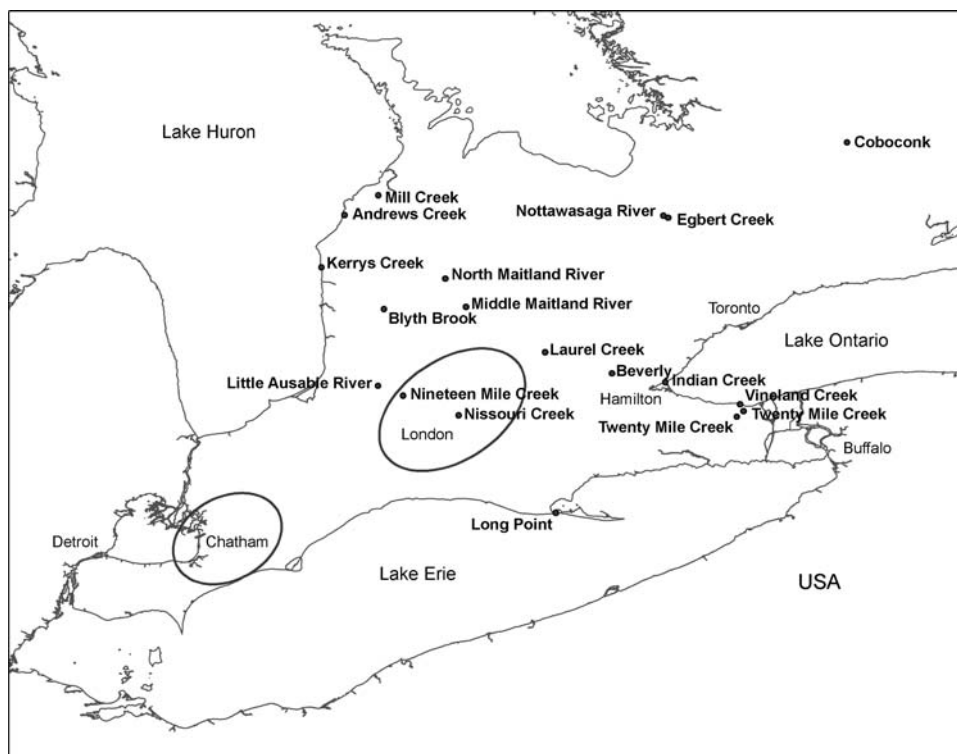 Lake Huron
Coboconk
Mill Creek
Andrews Creek
Nottawasaga River
Egbert Creek
Kerrys Creek
North Maitland River
Middle Maitland River
Toronto
Blyth Brook
Lake Ontario
Laurel Creek
Beverly
Little Ausable River
Indian Creek
Nineteen Mile Creek
Hamilton
Vineland Creek
Nissouri Creek
Twenty Mile Creek
Twenty Mile Creek
London
Buffalo
Long Point
Detroit
Chatham
Lake Erie
USA